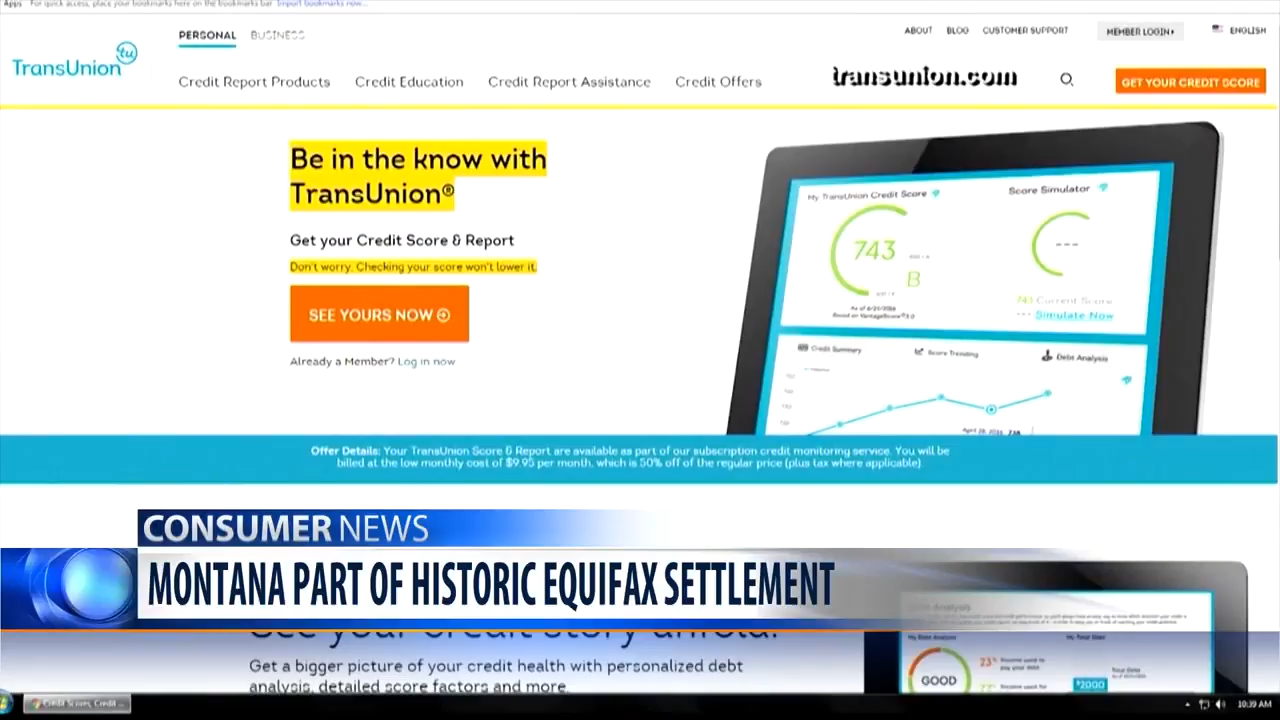 Apps For quick access, place your bookmarks here on the bookmarks bar. Import bookmarks now...
PERSONAL BUSINESS
ABOUT BLOG CUSTOMER SUPPORT MEMBER LOGIN ENGLISH
TransUnion tu
Credit Report Products Credit Education Credit Report Assistance Credit Offers
transunion.com
GET YOUR CREDIT SCORE
Be in the know with
TransUnion®
Get your Credit Score & Report
Don't worry. Checking your score won't lower it.
SEE YOURS NOW
Already a Member? Log in now
My TransUnion Credit Score
Score Simulator
743
B
---
As of 4/21/2016
Based on VantageScore®3.0
743 Current Score
--- Simulate Now
Credit Summary Score Trending Debt Analysis
April 28, 2016
Offer Details: Your TransUnion Score & Report are available as part of our subscription credit monitoring service. You will
be billed at the low monthly cost of $9.95 per month, which is 50% off of the regular price (plus tax where applicable).
CONSUMER NEWS
MONTANA PART OF HISTORIC EQUIFAX SETTLEMENT
Get a bigger picture of your credit health with personalized debt
analysis, detailed score factors and more.
My Debt Analysis
GOOD
23% Income used to
pay your debt
77% Income used for
My Total Debt
$2000
Credit Scores, Credit ...
10:39 AM